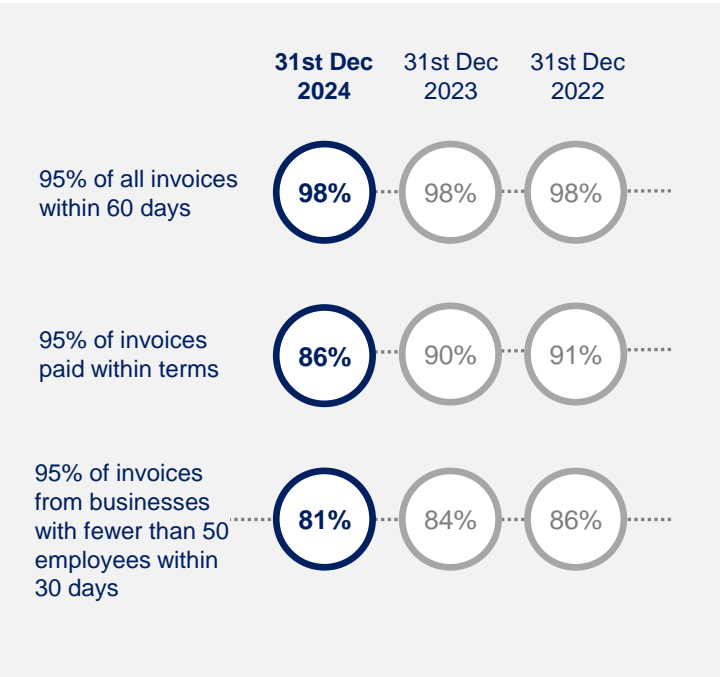 31st Dec 31st Dec 31st Dec
2024 2023 2022
95% of all invoices
within 60 days
98% 98% 98%
95% of invoices
paid within terms
86% 90% 91%
95% of invoices
from businesses
with fewer than 50
employees within
30 days
81% 84% 86%